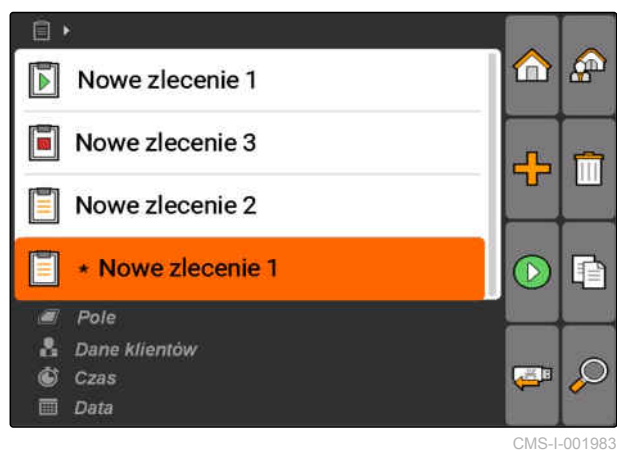 Nowe zlecenie 1
Nowe zlecenie 3
Nowe zlecenie 2
* Nowe zlecenie 1
Pole
Dane klientów
Czas
Data
CMS-I-001983